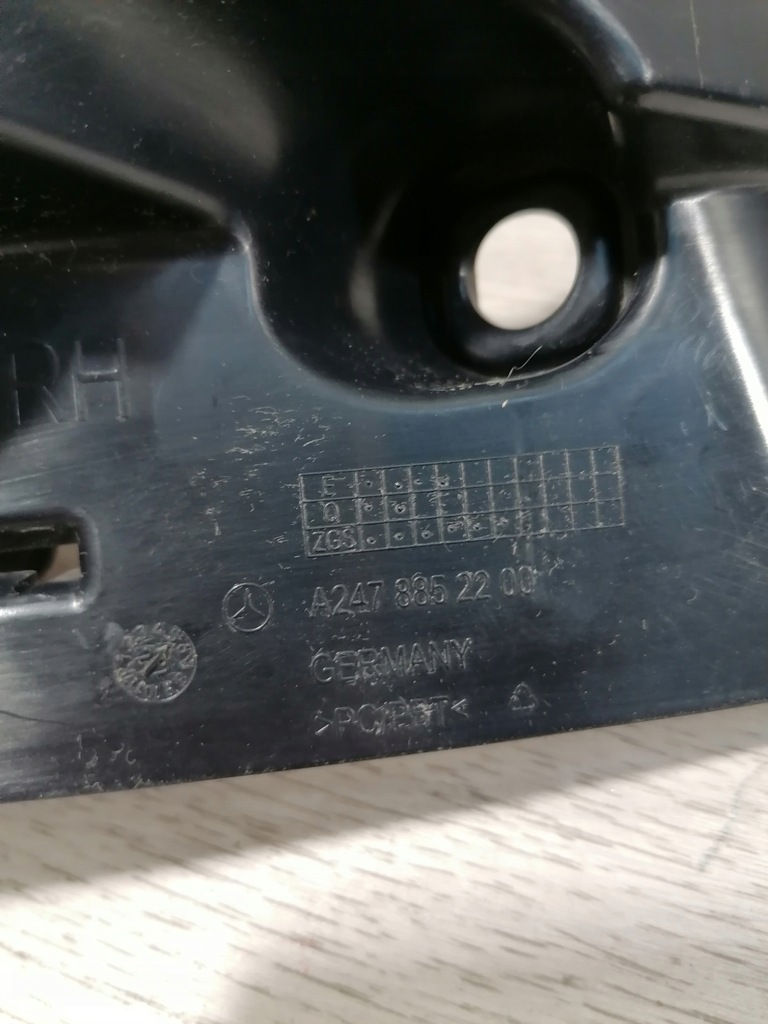 RH
E
Q
ZGS
A247 885 22 00
GERMANY
>PC/PBT<